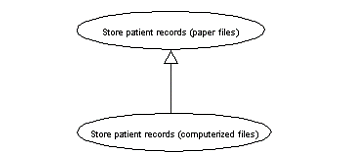 Store patient records (paper files)
Store patient records (computerized files)